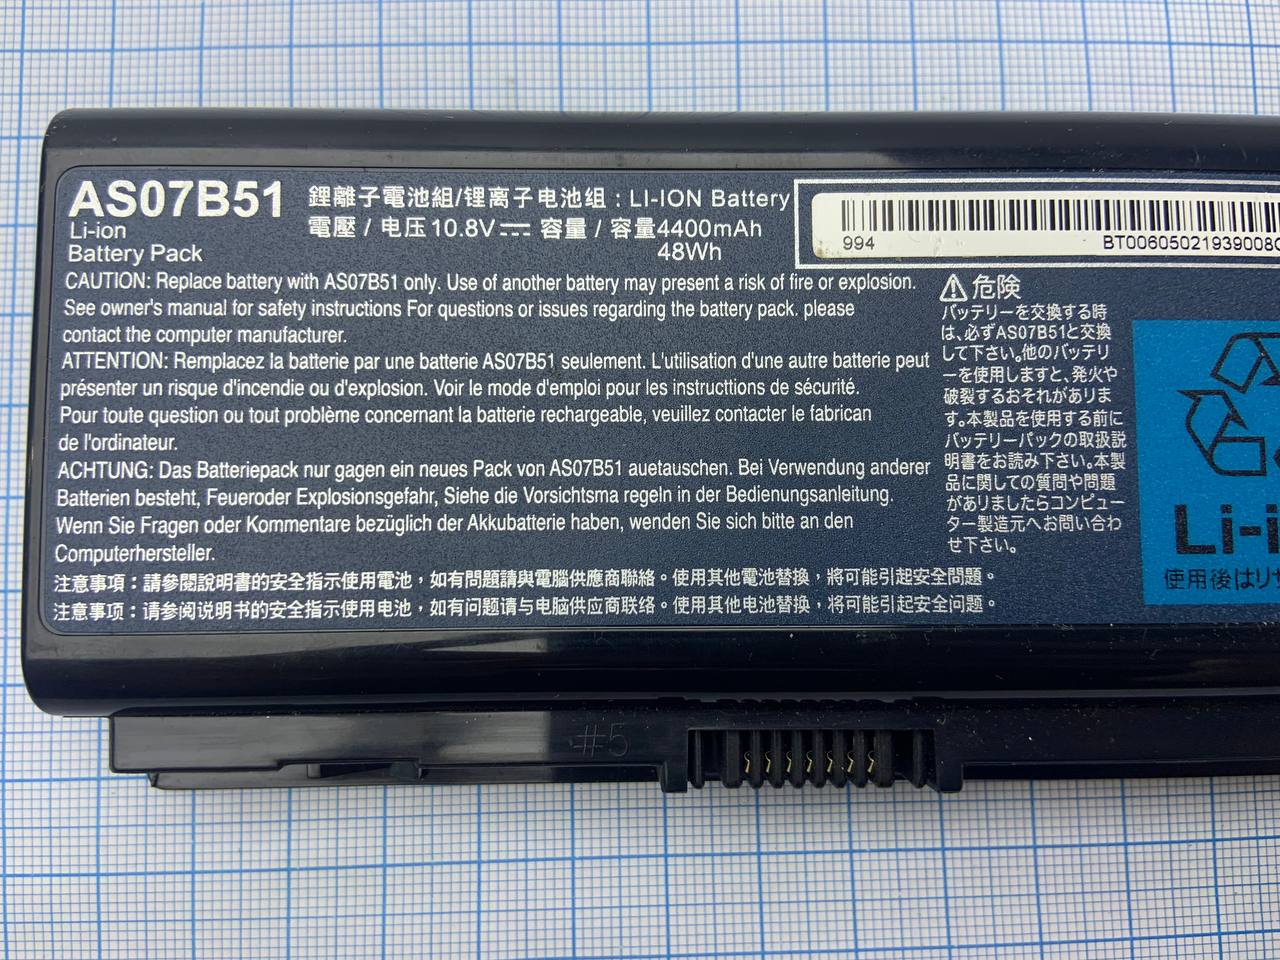 AS07B51
Li-ion
Battery Pack
鋰離子電池組/锂离子电池组 : LI-ION Battery
電壓 / 电压 10.8V⎓ 容量 / 容量4400mAh
48Wh
994
BT0060502193900
CAUTION: Replace battery with AS07B51 only. Use of another battery may present a risk of fire or explosion.
See owner's manual for safety instructions For questions or issues regarding the battery pack. please
contact the computer manufacturer.
ATTENTION: Remplacez la batterie par une batterie AS07B51 seulement. L'utilisation d'une autre batterie peut
présenter un risque d'incendie ou d'explosion. Voir le mode d'emploi pour les instructtions de sécurité.
Pour toute question ou tout problème concernant la batterie rechargeable, veuillez contacter le fabrican
de l'ordinateur.
ACHTUNG: Das Batteriepack nur gagen ein neues Pack von AS07B51 auetauschen. Bei Verwendung anderer
Batterien besteht, Feueroder Explosionsgefahr, Siehe die Vorsichtsma regeln in der Bedienungsanleitung.
Wenn Sie Fragen oder Kommentare bezüglich der Akkubatterie haben, wenden Sie sich bitte an den
Computerhersteller.
注意事項：請參閱說明書的安全指示使用電池，如有問題請與電腦供應商聯絡。使用其他電池替換，將可能引起安全問題。
注意事项：请参阅说明书的安全指示使用电池，如有问题请与电脑供应商联络。使用其他电池替换，将可能引起安全问题。
⚠危険
バッテリーを交換する時
は、必ずAS07B51と交換
して下さい。他のバッテリ
ーを使用しますと、発火や
破裂するおそれがありま
す。本製品を使用する前に
バッテリーパックの取扱説
明書をお読み下さい。本製
品に関しての質問や問題
がありましたらコンピュー
ター製造元へお問い合わ
せ下さい。
Li-i
使用後はリサ
#5